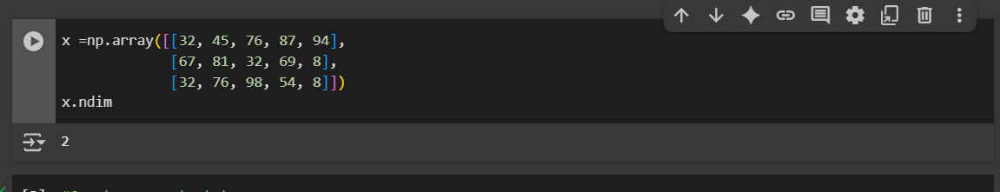 x =np.array([[32, 45, 76, 87, 94],
[67, 81, 32, 69, 8],
[32, 76, 98, 54, 8]])
x.ndim
2